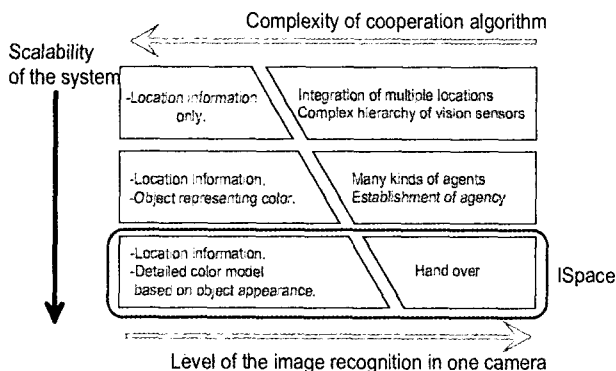 Complexity of cooperation algorithm
Scalability
of the system
-Location information
only.
Integration of multiple locations
Complex hierarchy of vision sensors
-Location information.
-Object representing color.
Many kinds of agents
Establishment of agency
-Location information.
-Detailed color model
based on object appearance.
Hand over
ISpace
Level of the image recognition in one camera